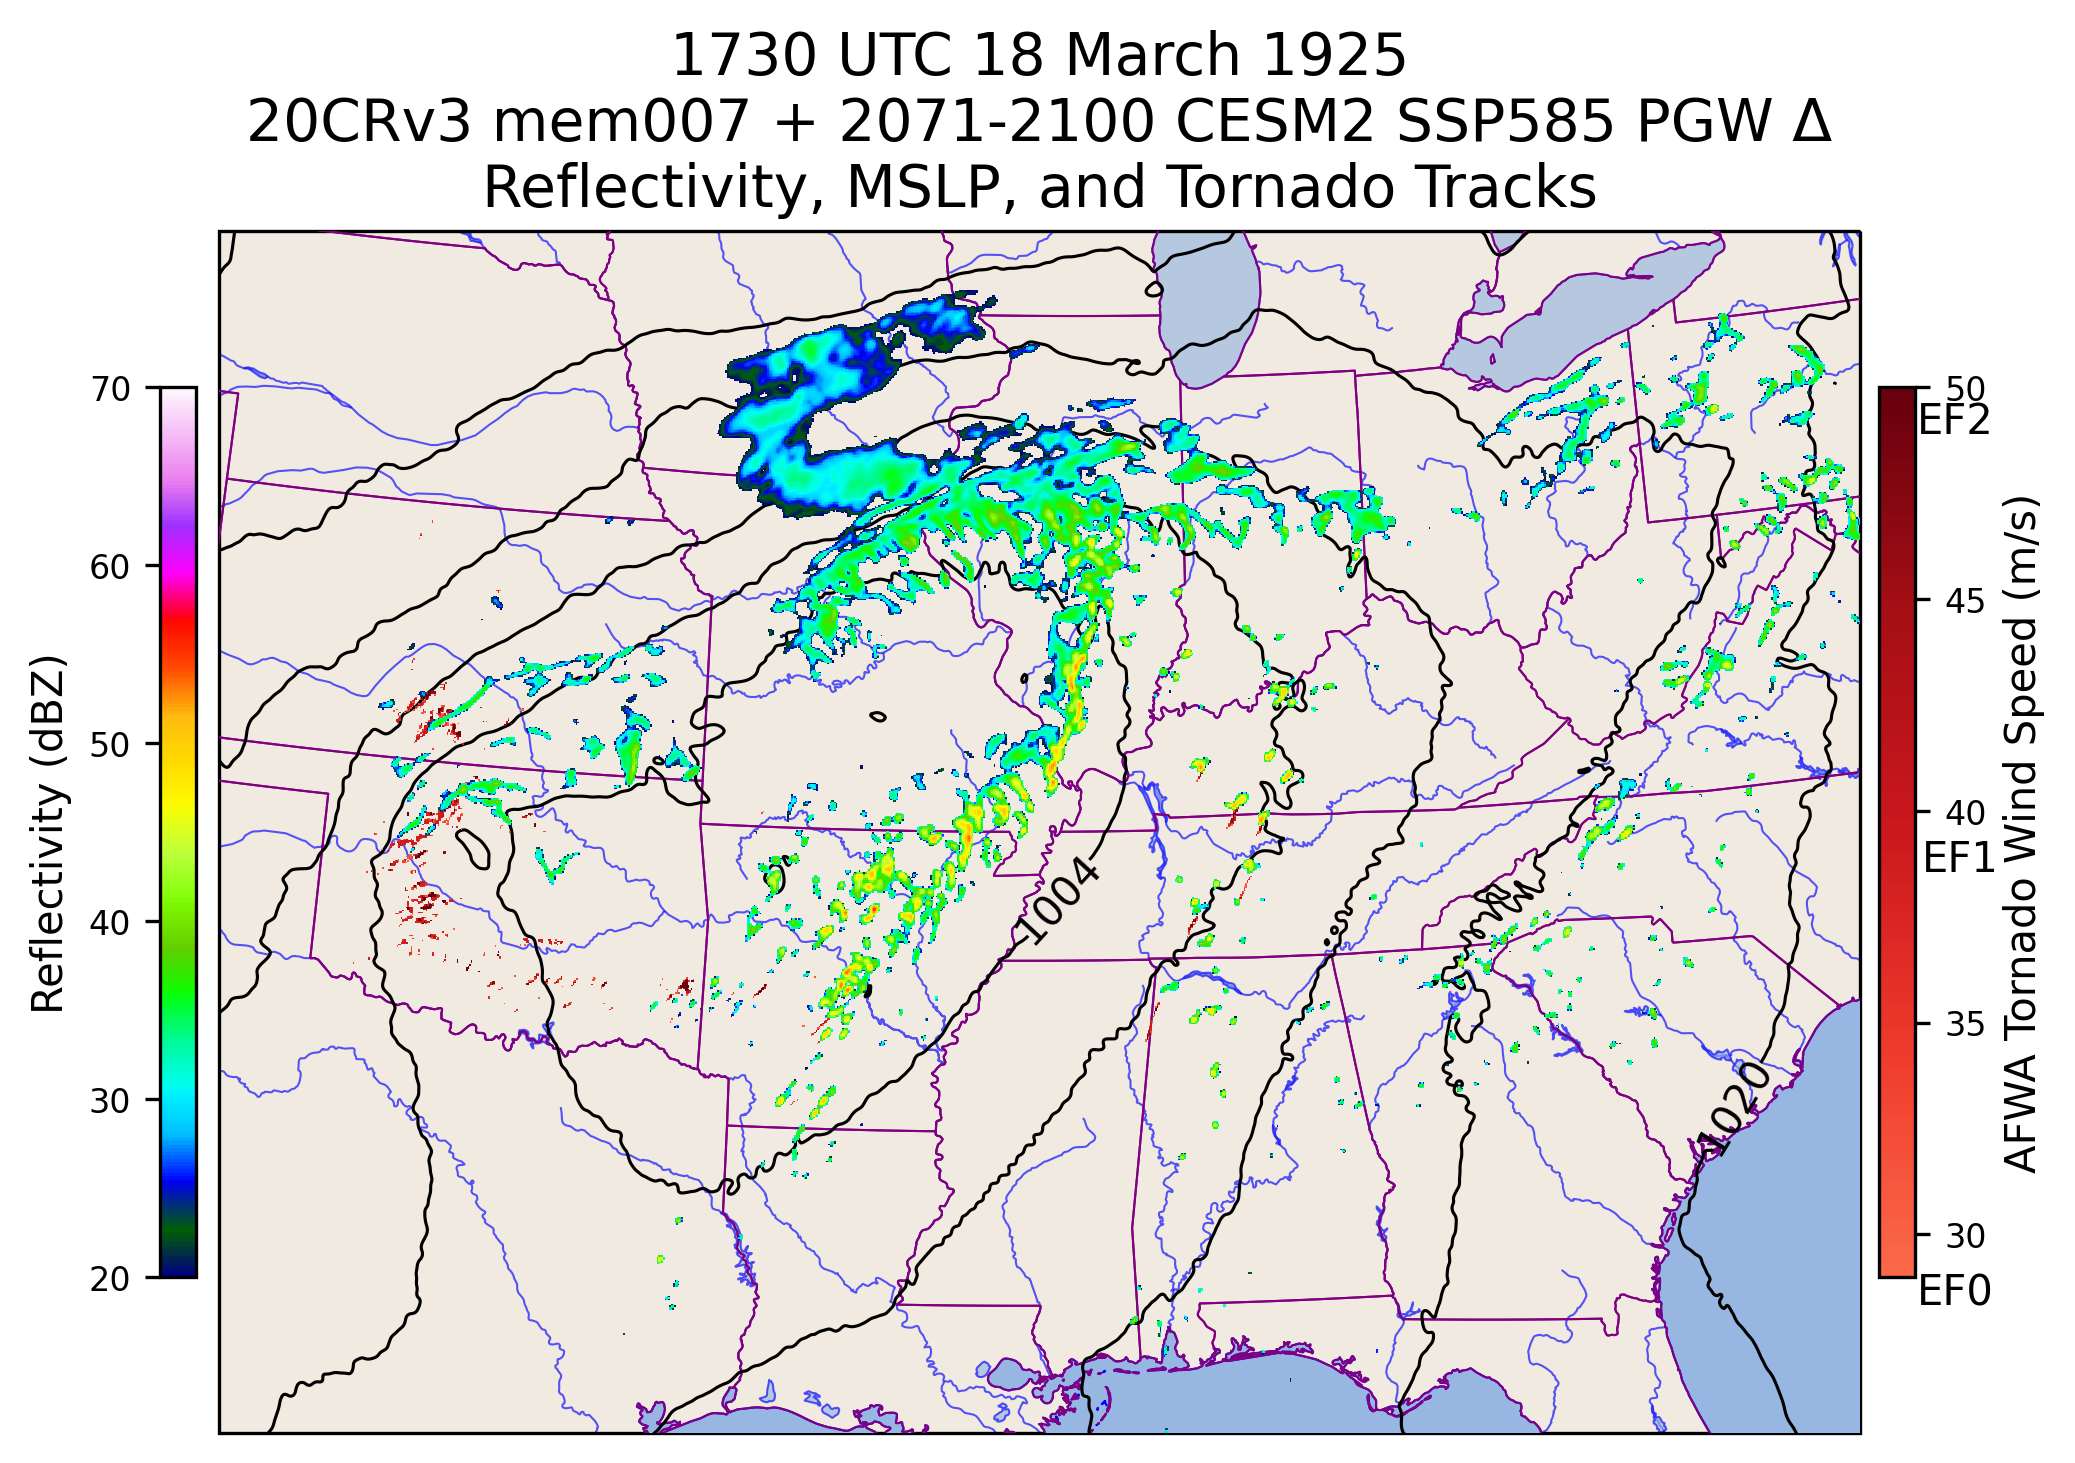 1730 UTC 18 March 1925
20CRv3 mem007 + 2071-2100 CESM2 SSP585 PGW Δ
Reflectivity, MSLP, and Tornado Tracks
Reflectivity (dBZ)
70
60
50
40
30
20
1004
1020
50
EF2
45
40
EF1
35
30
EF0
AFWA Tornado Wind Speed (m/s)